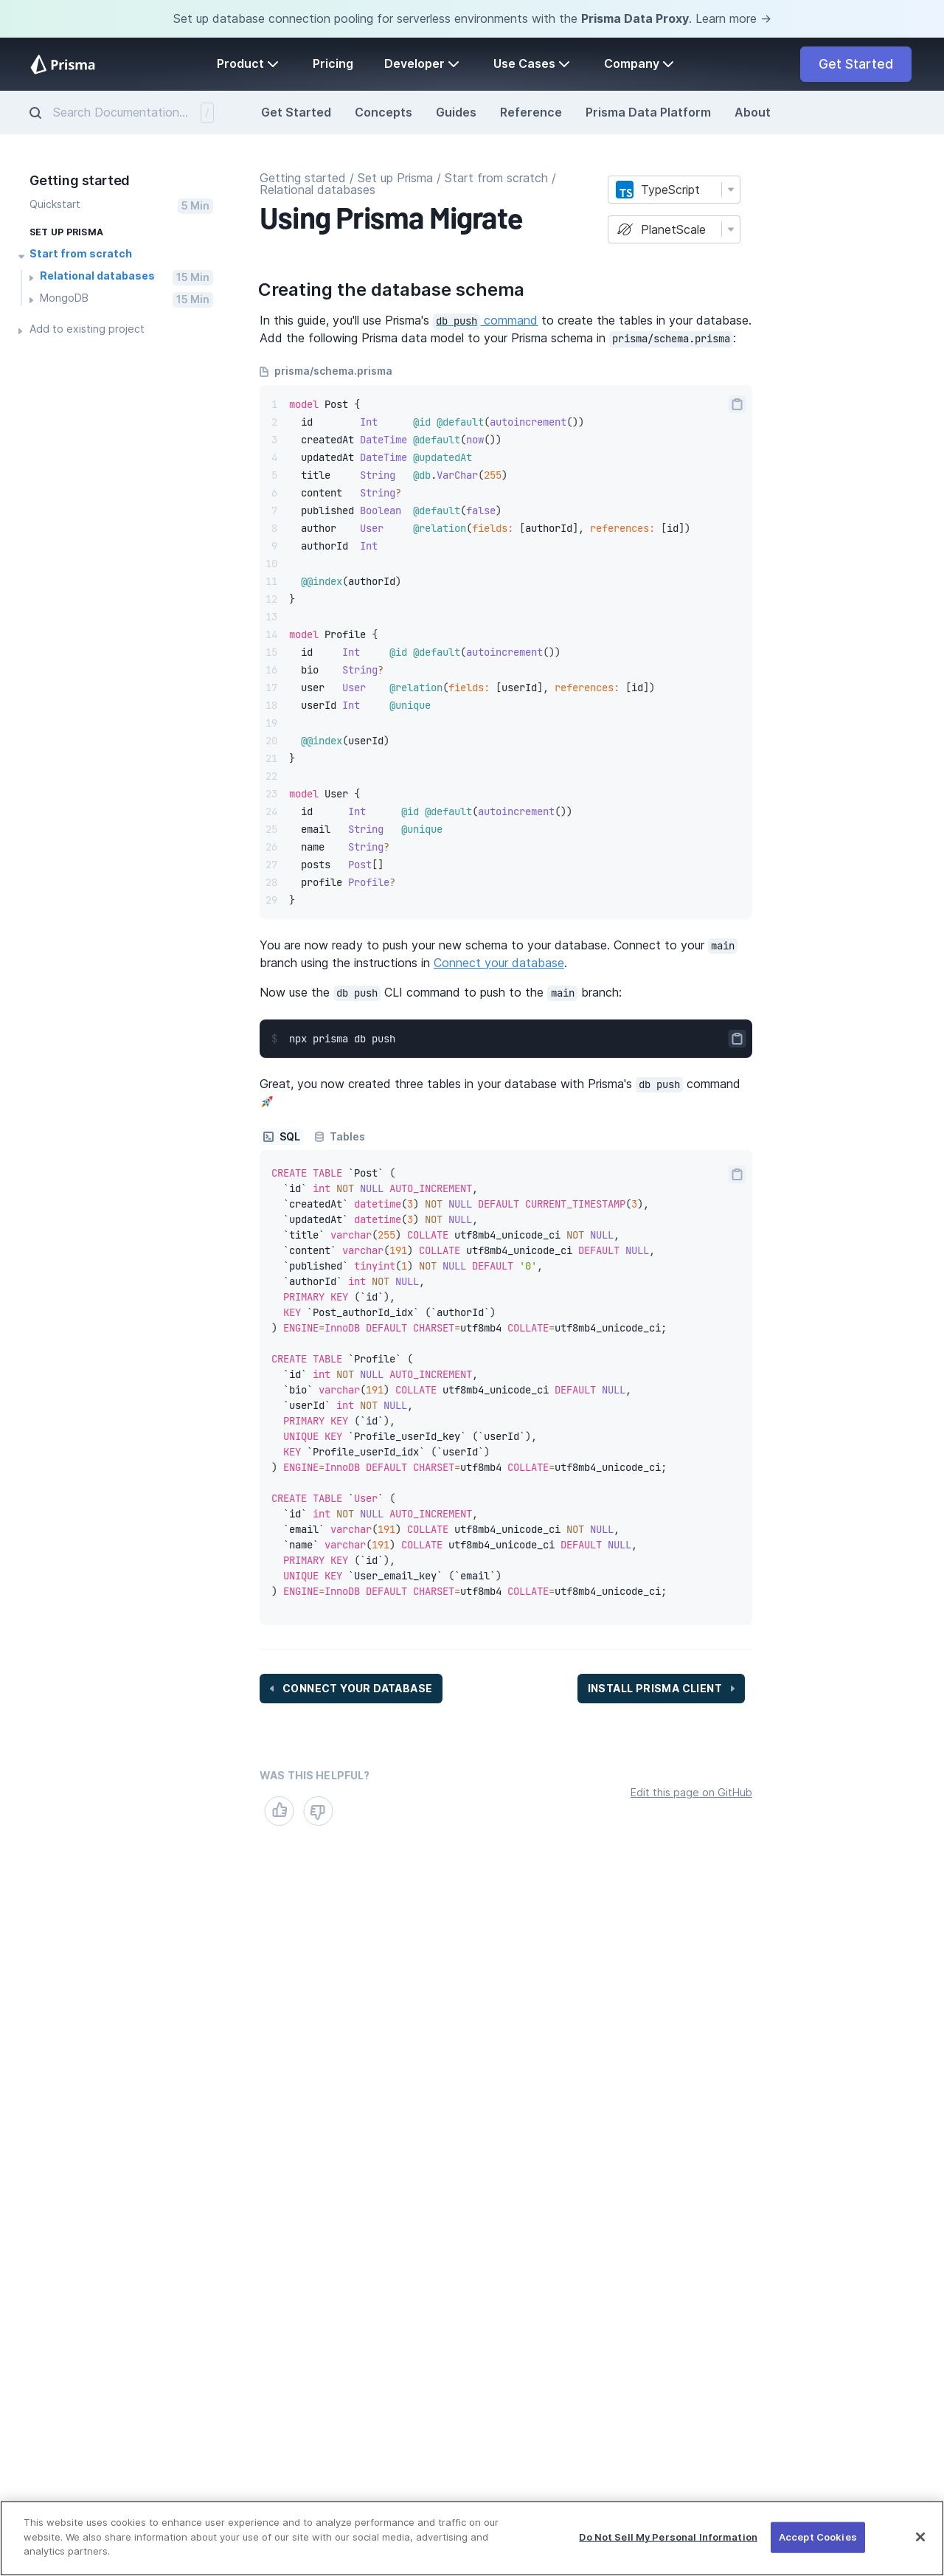 Set up database connection pooling for serverless environments with the Prisma Data Proxy. Learn more →
Prisma
Product
Pricing
Developer
Use Cases
Company
Get Started
Search Documentation...
/
Get Started
Concepts
Guides
Reference
Prisma Data Platform
About
Getting started
Quickstart
5 Min
SET UP PRISMA
Start from scratch
Relational databases
15 Min
MongoDB
15 Min
Add to existing project
Getting started / Set up Prisma / Start from scratch /
Relational databases
Using Prisma Migrate
TS TypeScript
PlanetScale
Creating the database schema
In this guide, you'll use Prisma's db push command to create the tables in your database.
Add the following Prisma data model to your Prisma schema in prisma/schema.prisma :
prisma/schema.prisma
1 model Post {
2   id        Int      @id @default(autoincrement())
3   createdAt DateTime @default(now())
4   updatedAt DateTime @updatedAt
5   title     String   @db.VarChar(255)
6   content   String?
7   published Boolean  @default(false)
8   author    User     @relation(fields: [authorId], references: [id])
9   authorId  Int
10
11   @@index(authorId)
12 }
13
14 model Profile {
15   id     Int     @id @default(autoincrement())
16   bio    String?
17   user   User    @relation(fields: [userId], references: [id])
18   userId Int     @unique
19
20   @@index(userId)
21 }
22
23 model User {
24   id      Int      @id @default(autoincrement())
25   email   String   @unique
26   name    String?
27   posts   Post[]
28   profile Profile?
29 }
You are now ready to push your new schema to your database. Connect to your main
branch using the instructions in Connect your database.
Now use the db push CLI command to push to the main branch:
$ npx prisma db push
Great, you now created three tables in your database with Prisma's db push command
🚀
SQL
Tables
CREATE TABLE `Post` (
  `id` int NOT NULL AUTO_INCREMENT,
  `createdAt` datetime(3) NOT NULL DEFAULT CURRENT_TIMESTAMP(3),
  `updatedAt` datetime(3) NOT NULL,
  `title` varchar(255) COLLATE utf8mb4_unicode_ci NOT NULL,
  `content` varchar(191) COLLATE utf8mb4_unicode_ci DEFAULT NULL,
  `published` tinyint(1) NOT NULL DEFAULT '0',
  `authorId` int NOT NULL,
  PRIMARY KEY (`id`),
  KEY `Post_authorId_idx` (`authorId`)
) ENGINE=InnoDB DEFAULT CHARSET=utf8mb4 COLLATE=utf8mb4_unicode_ci;
CREATE TABLE `Profile` (
  `id` int NOT NULL AUTO_INCREMENT,
  `bio` varchar(191) COLLATE utf8mb4_unicode_ci DEFAULT NULL,
  `userId` int NOT NULL,
  PRIMARY KEY (`id`),
  UNIQUE KEY `Profile_userId_key` (`userId`),
  KEY `Profile_userId_idx` (`userId`)
) ENGINE=InnoDB DEFAULT CHARSET=utf8mb4 COLLATE=utf8mb4_unicode_ci;
CREATE TABLE `User` (
  `id` int NOT NULL AUTO_INCREMENT,
  `email` varchar(191) COLLATE utf8mb4_unicode_ci NOT NULL,
  `name` varchar(191) COLLATE utf8mb4_unicode_ci DEFAULT NULL,
  PRIMARY KEY (`id`),
  UNIQUE KEY `User_email_key` (`email`)
) ENGINE=InnoDB DEFAULT CHARSET=utf8mb4 COLLATE=utf8mb4_unicode_ci;
CONNECT YOUR DATABASE
INSTALL PRISMA CLIENT
WAS THIS HELPFUL?
Edit this page on GitHub
This website uses cookies to enhance user experience and to analyze performance and traffic on our
website. We also share information about your use of our site with our social media, advertising and
analytics partners.
Do Not Sell My Personal Information
Accept Cookies